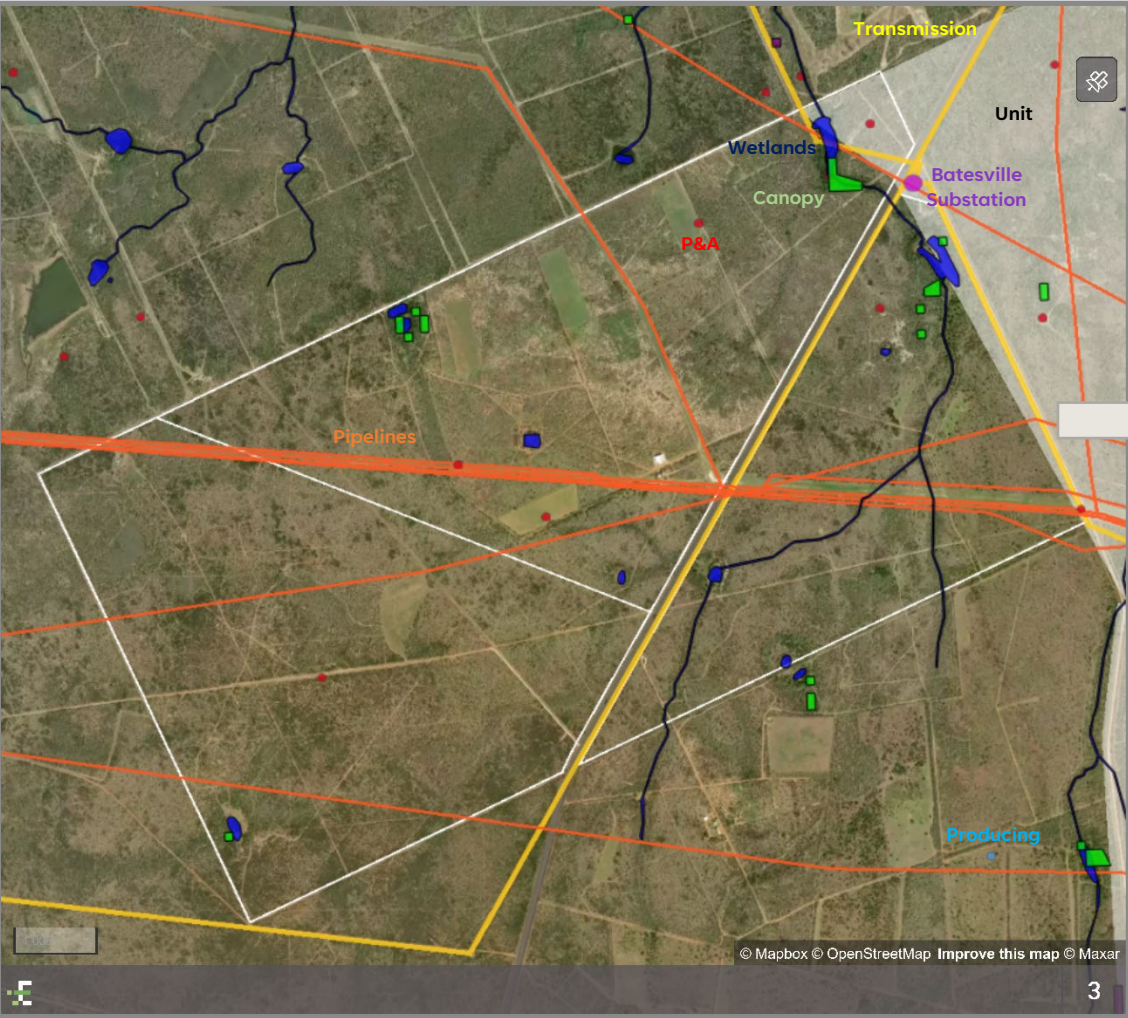 Transmission
Unit
Wetlands
Batesville
Substation
Canopy
P&A
Pipelines
Producing
© Mapbox © OpenStreetMap Improve this map © Maxar
3